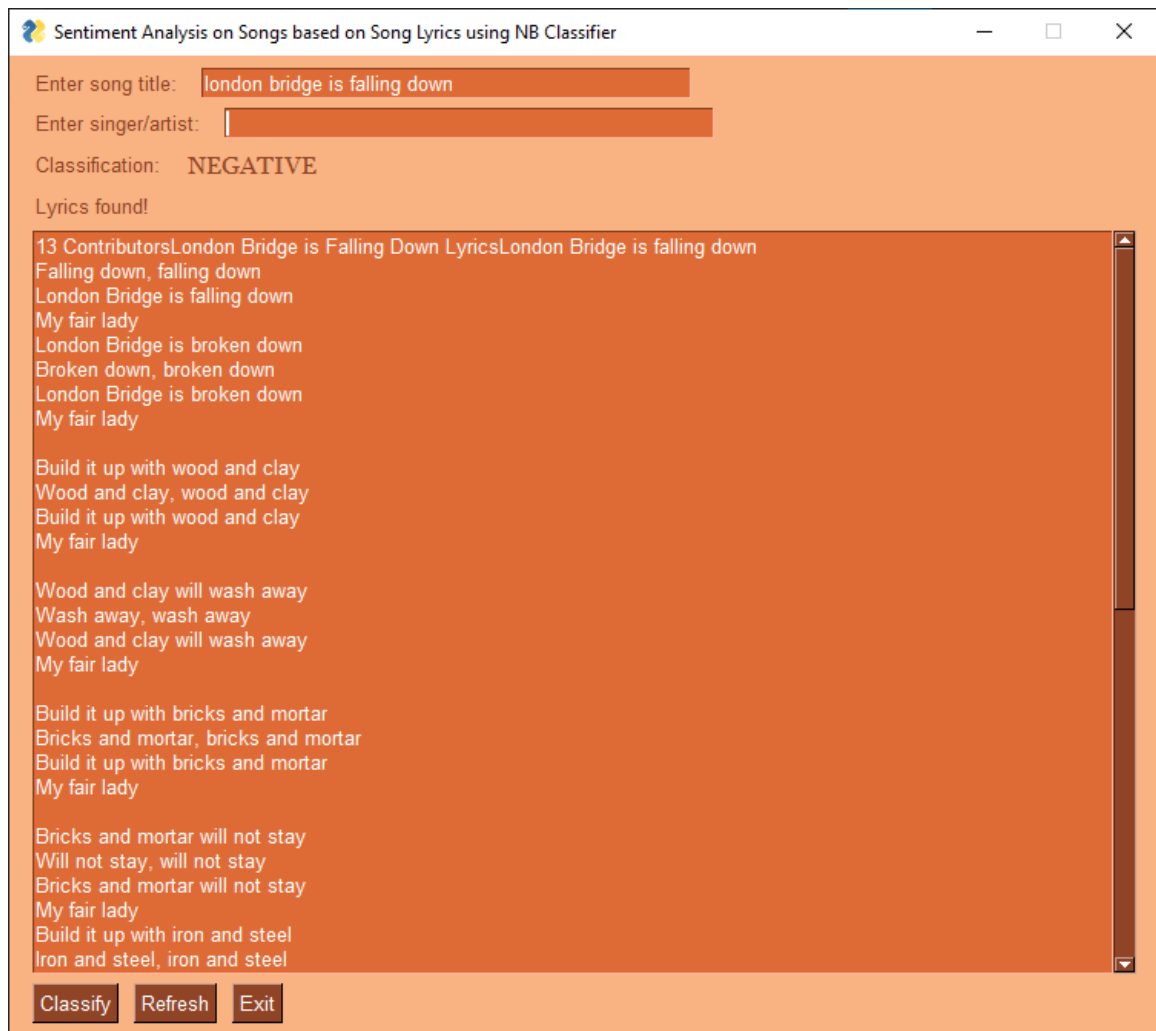 Sentiment Analysis on Songs based on Song Lyrics using NB Classifier
Enter song title: london bridge is falling down
Enter singer/artist:
Classification: NEGATIVE
Lyrics found!
13 ContributorsLondon Bridge is Falling Down LyricsLondon Bridge is falling down
Falling down, falling down
London Bridge is falling down
My fair lady
London Bridge is broken down
Broken down, broken down
London Bridge is broken down
My fair lady
Build it up with wood and clay
Wood and clay, wood and clay
Build it up with wood and clay
My fair lady
Wood and clay will wash away
Wash away, wash away
Wood and clay will wash away
My fair lady
Build it up with bricks and mortar
Bricks and mortar, bricks and mortar
Build it up with bricks and mortar
My fair lady
Bricks and mortar will not stay
Will not stay, will not stay
Bricks and mortar will not stay
My fair lady
Build it up with iron and steel
Iron and steel, iron and steel
Classify Refresh Exit